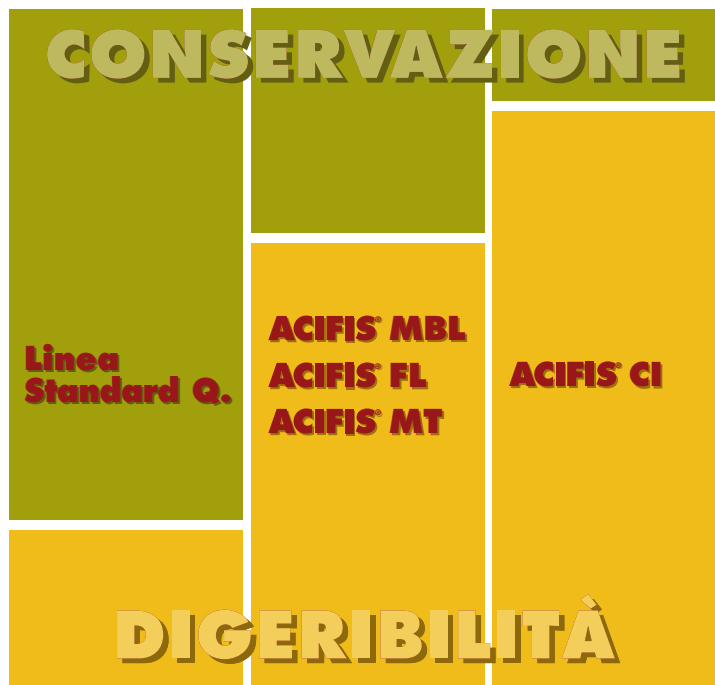 CONSERVAZIONE
Linea
Standard Q.
ACIFIS® MBL
ACIFIS® FL
ACIFIS® MT
ACIFIS® CI
DIGERIBILITÀ